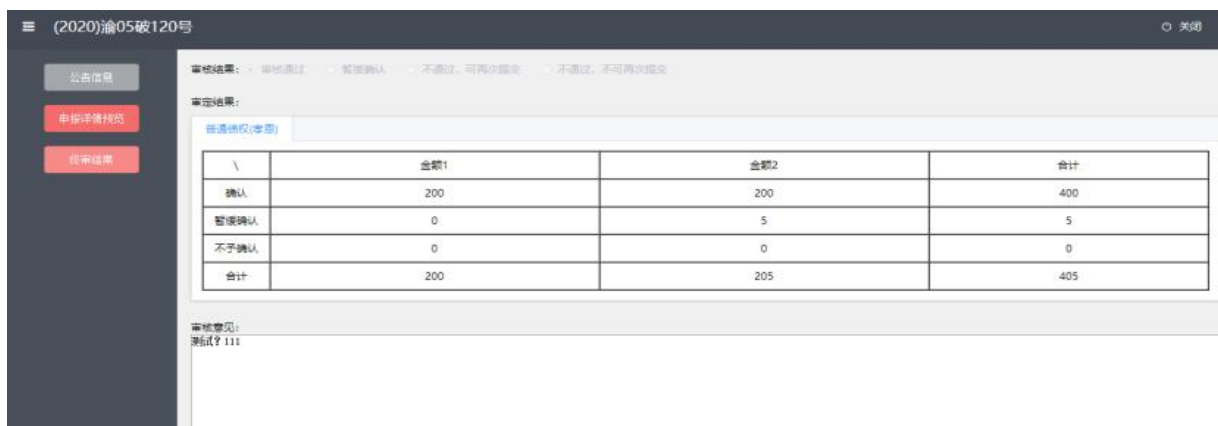 (2020)渝05破120号
关闭
公告信息
申报详情预览
终审结果
审核结果： 审核通过 暂缓确认 不通过，可再次提交 不通过，不可再次提交
审定结果：
普通债权(李恩)
\ 金额1 金额2 合计
确认 200 200 400
暂缓确认 0 5 5
不予确认 0 0 0
合计 200 205 405
审核意见：
测试? 111